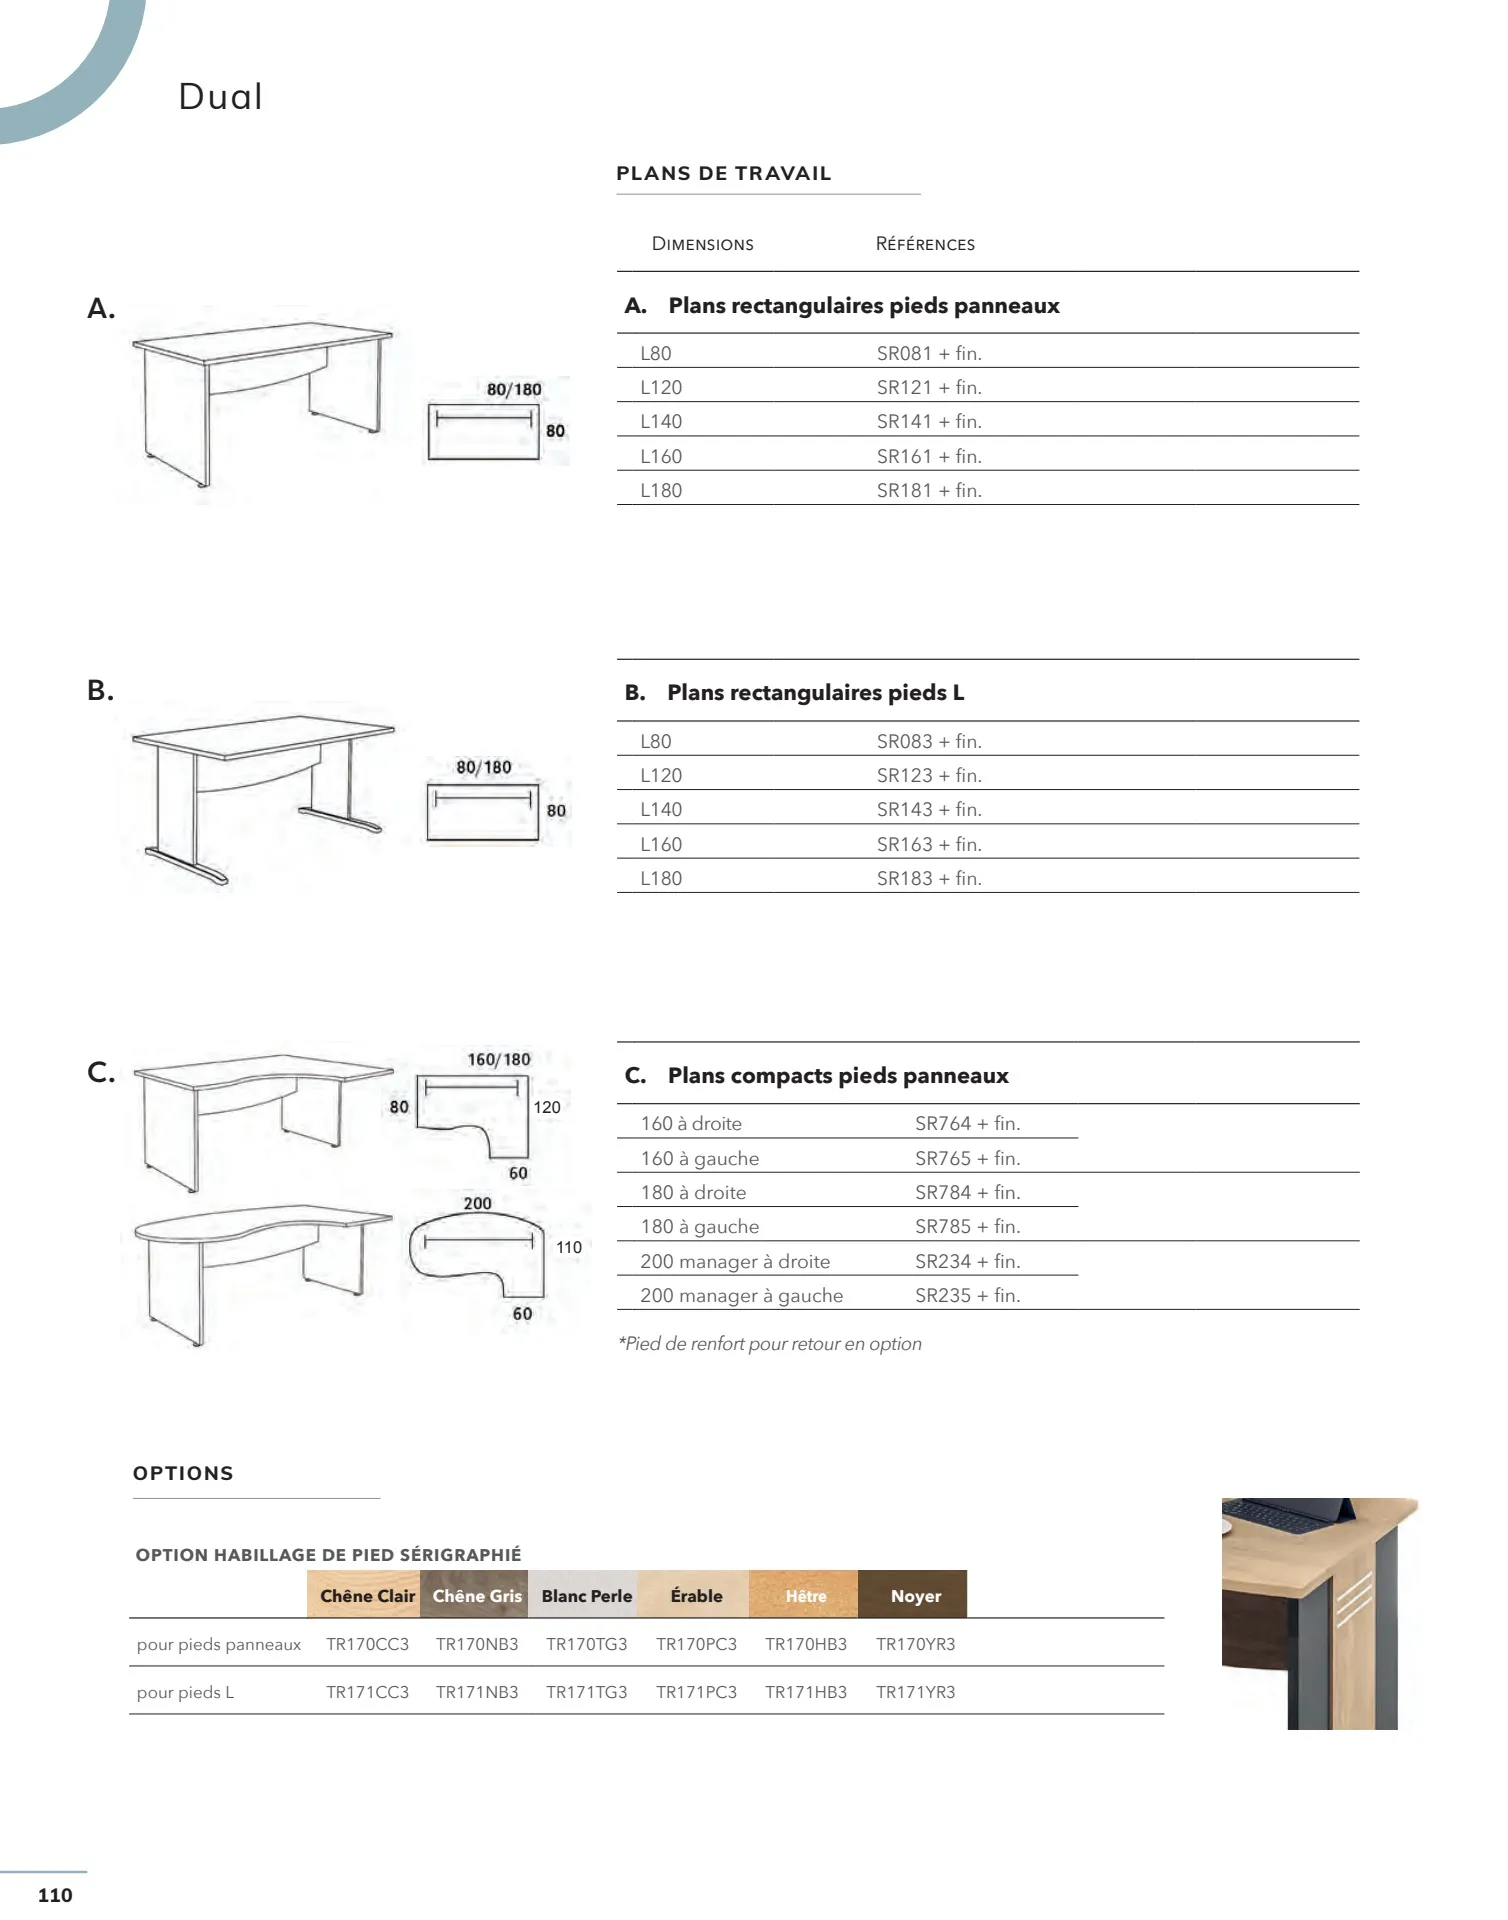 Dual
PLANS DE TRAVAIL
Dimensions Références
A.
80/180
80
A. Plans rectangulaires pieds panneaux
L80 SR081 + fin.
L120 SR121 + fin.
L140 SR141 + fin.
L160 SR161 + fin.
L180 SR181 + fin.
B.
80/180
80
B. Plans rectangulaires pieds L
L80 SR083 + fin.
L120 SR123 + fin.
L140 SR143 + fin.
L160 SR163 + fin.
L180 SR183 + fin.
C.
160/180
80 120
60
200
110
60
C. Plans compacts pieds panneaux
160 à droite SR764 + fin.
160 à gauche SR765 + fin.
180 à droite SR784 + fin.
180 à gauche SR785 + fin.
200 manager à droite SR234 + fin.
200 manager à gauche SR235 + fin.
*Pied de renfort pour retour en option
OPTIONS
OPTION HABILLAGE DE PIED SÉRIGRAPHIÉ
Chêne Clair Chêne Gris Blanc Perle Érable Hêtre Noyer
pour pieds panneaux TR170CC3 TR170NB3 TR170TG3 TR170PC3 TR170HB3 TR170YR3
pour pieds L TR171CC3 TR171NB3 TR171TG3 TR171PC3 TR171HB3 TR171YR3
110